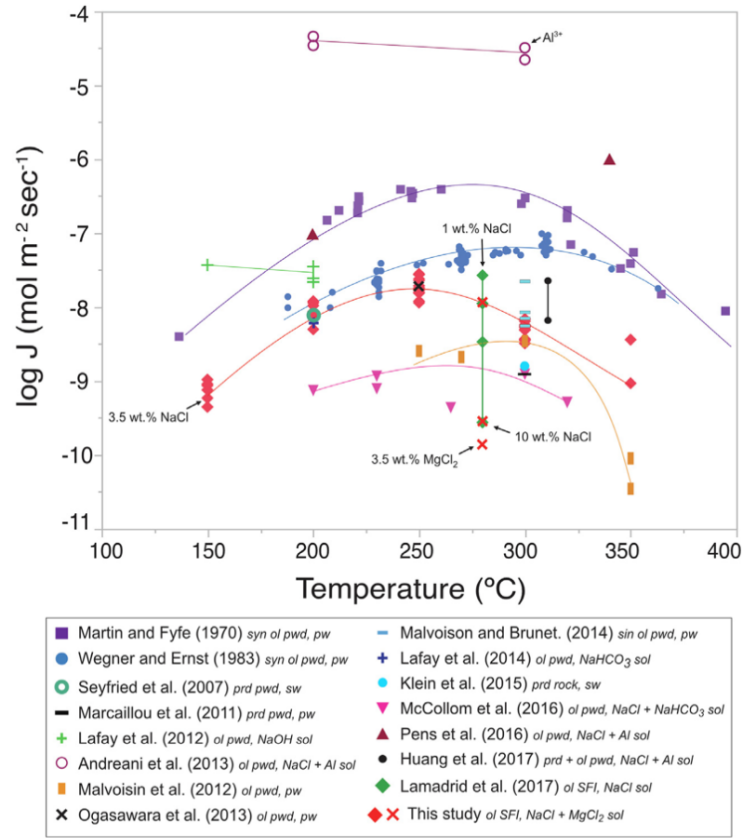 -4
-5
-6
-7
-8
-9
-10
-11
log J (mol m⁻² sec⁻¹)
Al³⁺
1 wt.% NaCl
3.5 wt.% NaCl
10 wt.% NaCl
3.5 wt.% MgCl₂
100 150 200 250 300 350 400
Temperature (ºC)
Martin and Fyfe (1970) syn ol pwd, pw
Wegner and Ernst (1983) syn ol pwd, pw
Seyfried et al. (2007) prd pwd, sw
Marcaillou et al. (2011) prd pwd, pw
Lafay et al. (2012) ol pwd, NaOH sol
Andreani et al. (2013) ol pwd, NaCl + Al sol
Malvoisin et al. (2012) ol pwd, pw
Ogasawara et al. (2013) ol pwd, pw
Malvoison and Brunet. (2014) sin ol pwd, pw
Lafay et al. (2014) ol pwd, NaHCO₃ sol
Klein et al. (2015) prd rock, sw
McCollom et al. (2016) ol pwd, NaCl + NaHCO₃ sol
Pens et al. (2016) ol pwd, NaCl + Al sol
Huang et al. (2017) prd + ol pwd, NaCl + Al sol
Lamadrid et al. (2017) ol SFI, NaCl sol
This study ol SFI, NaCl + MgCl₂ sol